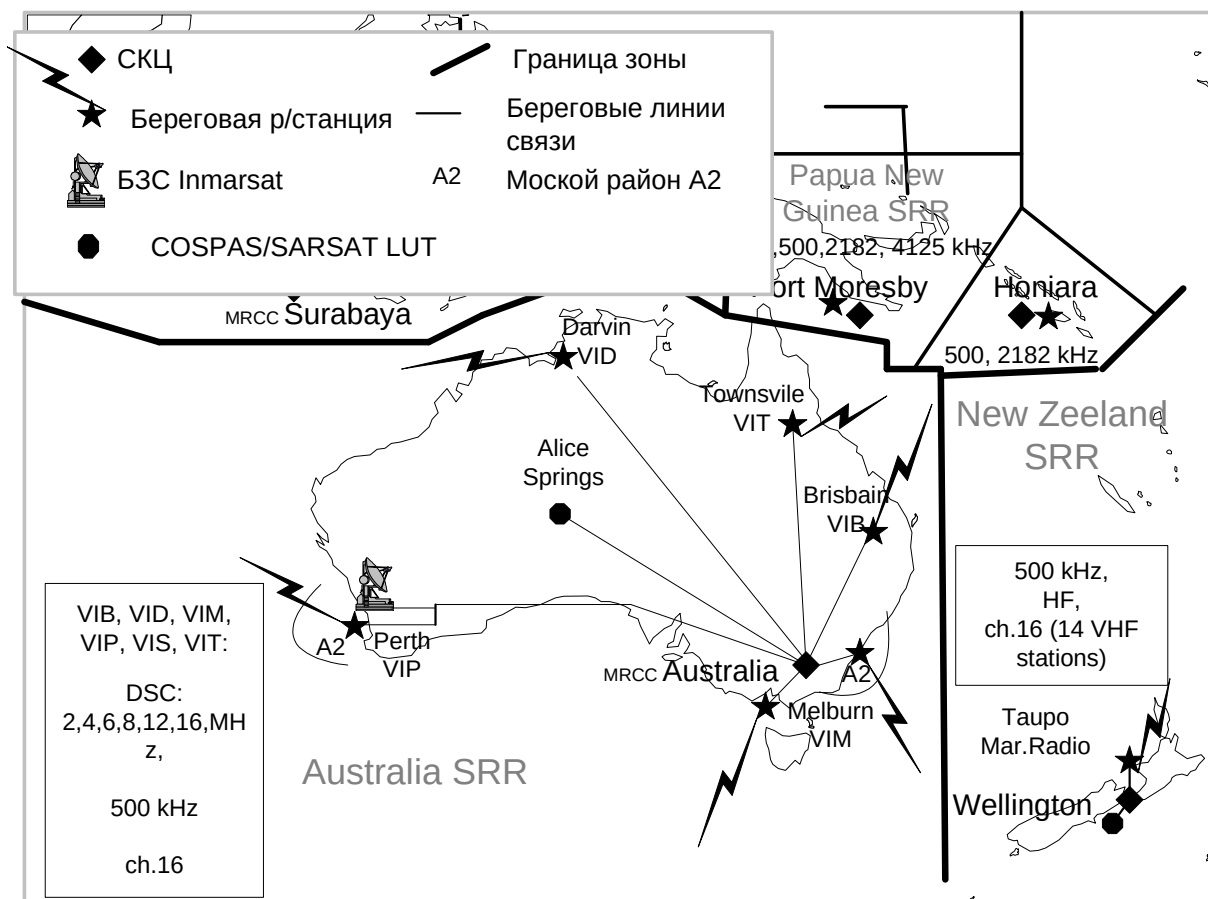 СКЦ
Граница зоны
Береговая р/станция
Береговые линии
связи
БЗС Inmarsat
A2
Моской район А2
COSPAS/SARSAT LUT
Papua New
Guinea SRR
,500,2182, 4125 kHz
ort Moresby
Honiara
500, 2182 kHz
MRCC Surabaya
Darvin
VID
Townsvile
VIT
New Zeeland
SRR
Alice
Springs
Brisbain
VIB
500 kHz,
HF,
ch.16 (14 VHF
stations)
VIB, VID, VIM,
VIP, VIS, VIT:
DSC:
2,4,6,8,12,16,MH
z,
500 kHz
ch.16
A2
Perth
VIP
MRCC Australia
A2
Melburn
VIM
Australia SRR
Taupo
Mar.Radio
Wellington